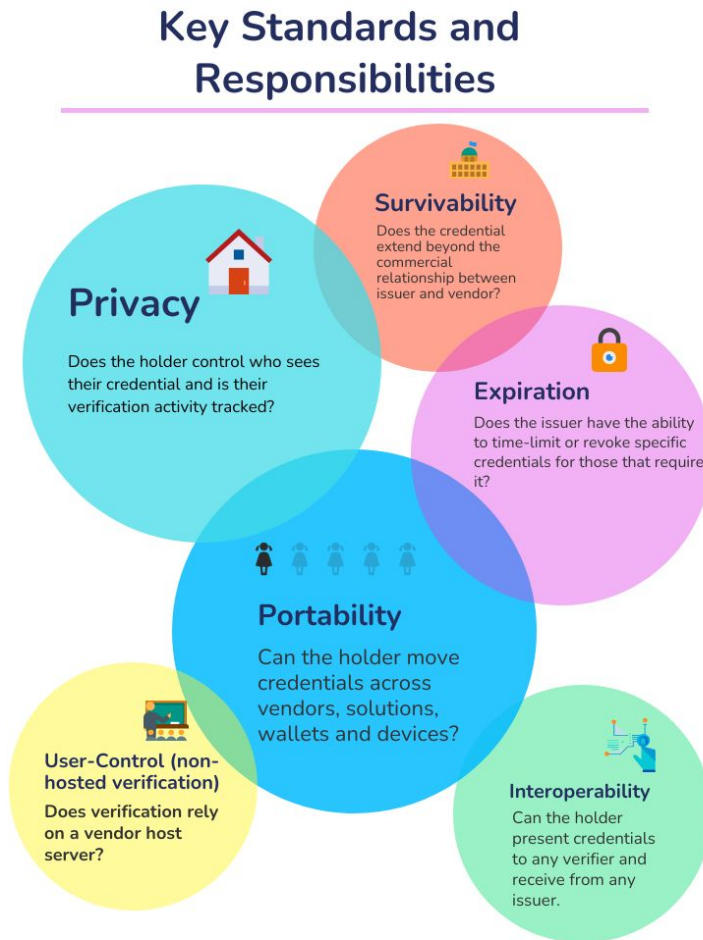 Key Standards and
Responsibilities
Survivability
Does the credential
extend beyond the
commercial
relationship between
issuer and vendor?
Privacy
Does the holder control who sees
their credential and is their
verification activity tracked?
Expiration
Does the issuer have the ability
to time-limit or revoke specific
credentials for those that require
it?
Portability
Can the holder move
credentials across
vendors, solutions,
wallets and devices?
User-Control (non-
hosted verification)
Does verification rely
on a vendor host
server?
Interoperability
Can the holder
present credentials
to any verifier and
receive from any
issuer.